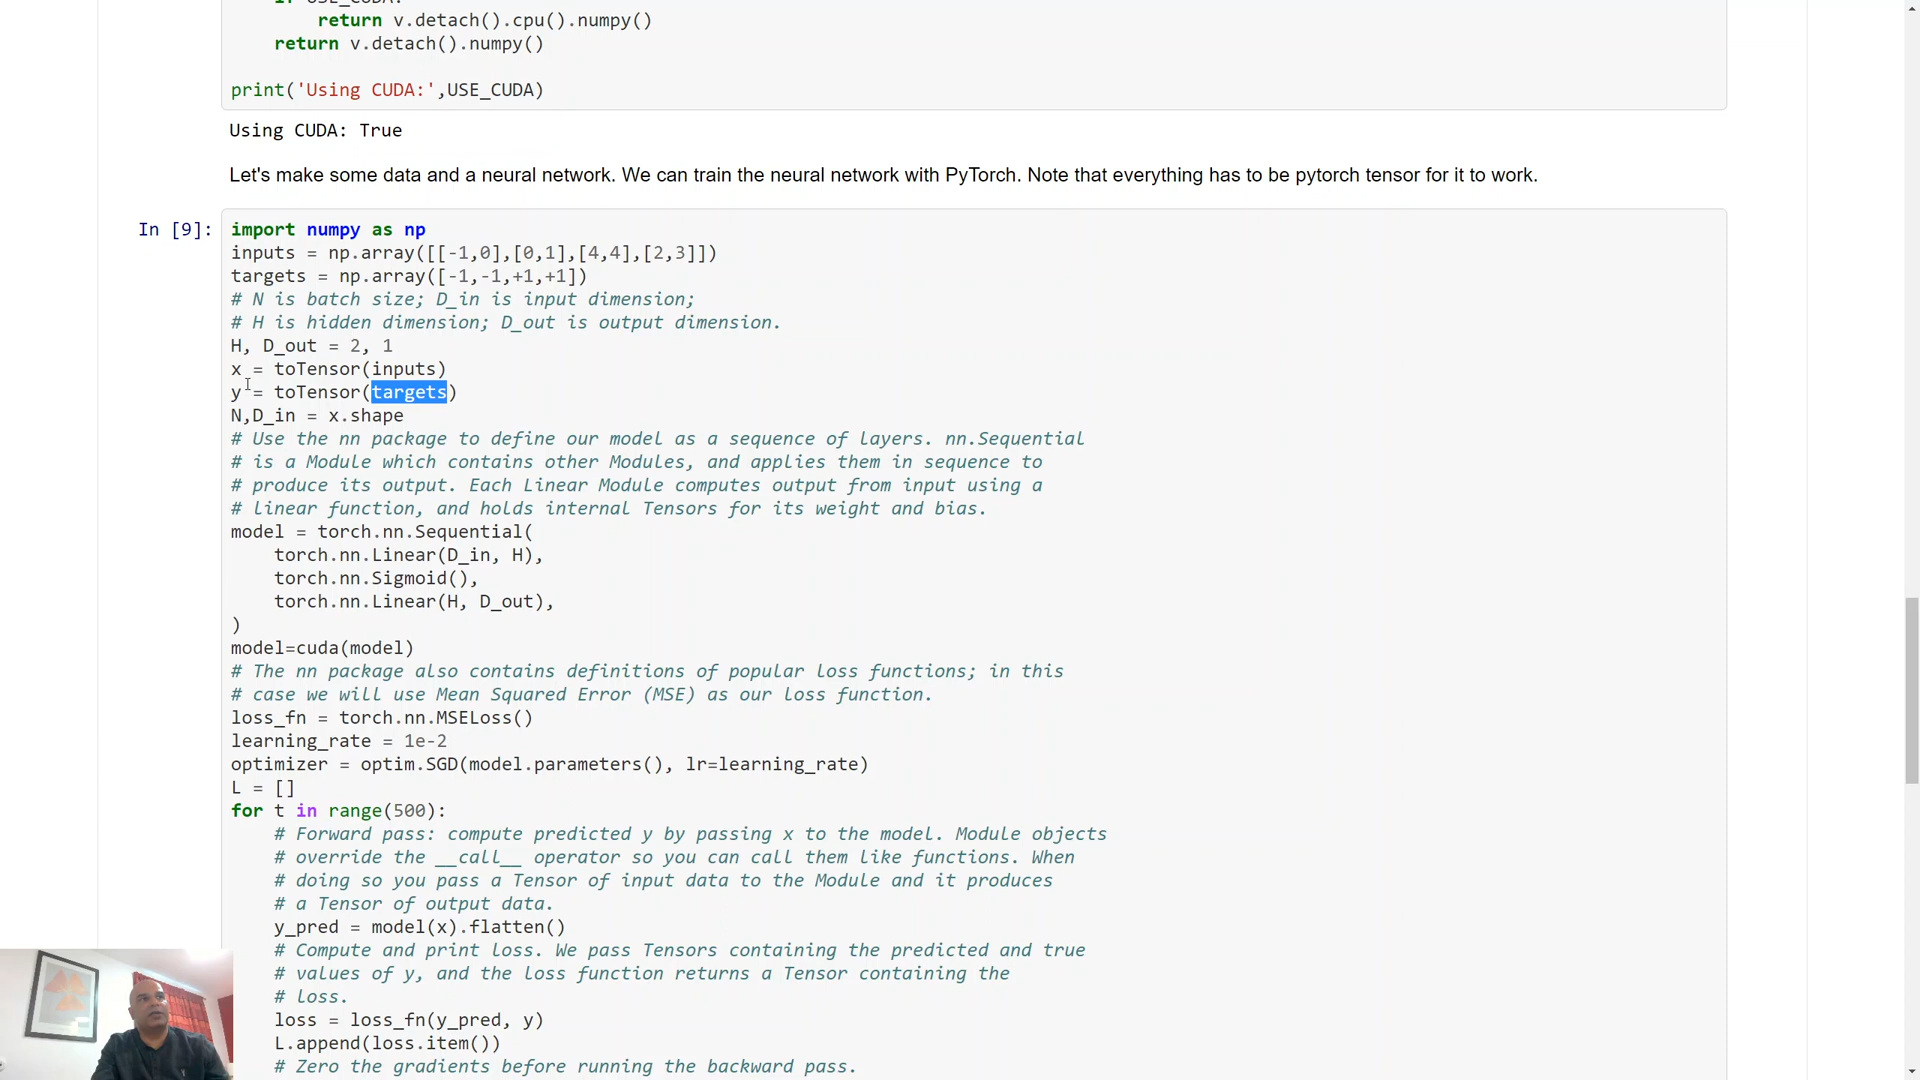 if USE_CUDA:
return v.detach().cpu().numpy()
return v.detach().numpy()
print('Using CUDA:',USE_CUDA)
Using CUDA: True
Let's make some data and a neural network. We can train the neural network with PyTorch. Note that everything has to be pytorch tensor for it to work.
In [9]:
import numpy as np
inputs = np.array([[-1,0],[0,1],[4,4],[2,3]])
targets = np.array([-1,-1,+1,+1])
# N is batch size; D_in is input dimension;
# H is hidden dimension; D_out is output dimension.
H, D_out = 2, 1
x = toTensor(inputs)
y = toTensor(targets)
N,D_in = x.shape
# Use the nn package to define our model as a sequence of layers. nn.Sequential
# is a Module which contains other Modules, and applies them in sequence to
# produce its output. Each Linear Module computes output from input using a
# linear function, and holds internal Tensors for its weight and bias.
model = torch.nn.Sequential(
torch.nn.Linear(D_in, H),
torch.nn.Sigmoid(),
torch.nn.Linear(H, D_out),
)
model=cuda(model)
# The nn package also contains definitions of popular loss functions; in this
# case we will use Mean Squared Error (MSE) as our loss function.
loss_fn = torch.nn.MSELoss()
learning_rate = 1e-2
optimizer = optim.SGD(model.parameters(), lr=learning_rate)
L = []
for t in range(500):
# Forward pass: compute predicted y by passing x to the model. Module objects
# override the __call__ operator so you can call them like functions. When
# doing so you pass a Tensor of input data to the Module and it produces
# a Tensor of output data.
y_pred = model(x).flatten()
# Compute and print loss. We pass Tensors containing the predicted and true
# values of y, and the loss function returns a Tensor containing the
# loss.
loss = loss_fn(y_pred, y)
L.append(loss.item())
# Zero the gradients before running the backward pass.